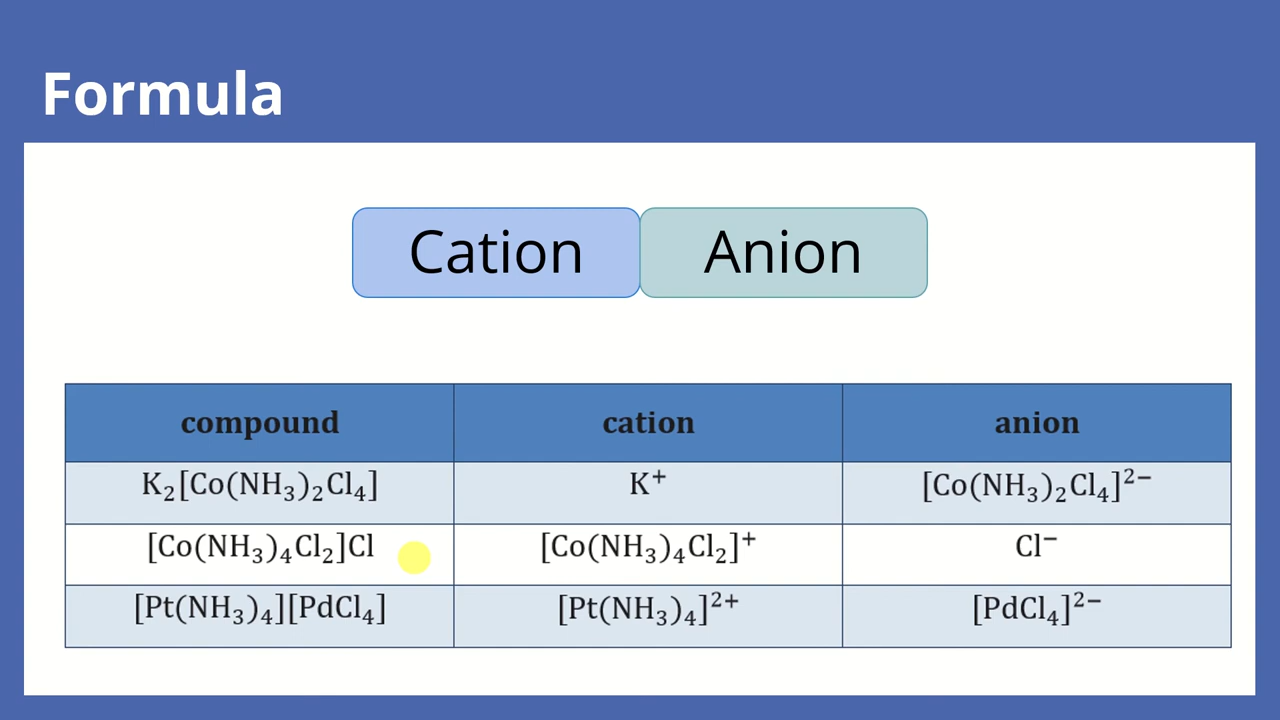 Formula
Cation Anion
compound cation anion
K₂[Co(NH₃)₂Cl₄] K⁺ [Co(NH₃)₂Cl₄]²⁻
[Co(NH₃)₄Cl₂]Cl [Co(NH₃)₄Cl₂]⁺ Cl⁻
[Pt(NH₃)₄][PdCl₄] [Pt(NH₃)₄]²⁺ [PdCl₄]²⁻